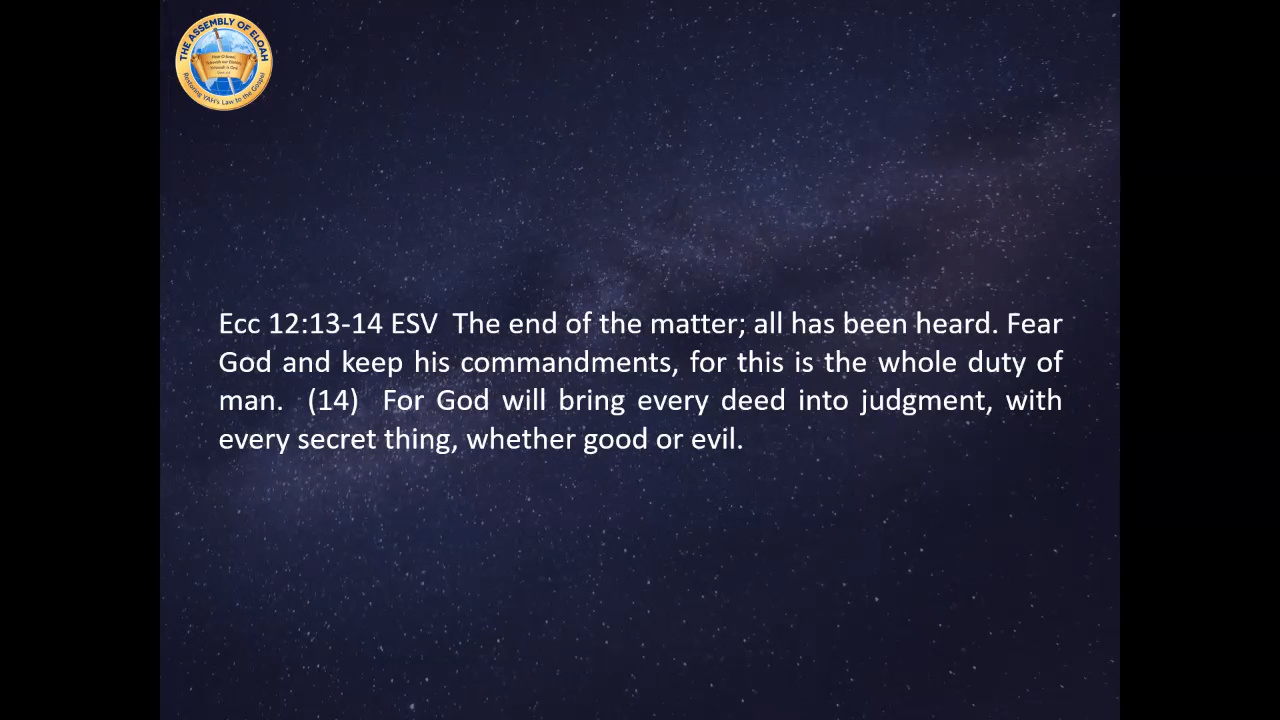 THE ASSEMBLY OF ELOAH
Restoring YAH's Law to the Gospel
Ecc 12:13-14 ESV  The end of the matter; all has been heard. Fear
God and keep his commandments, for this is the whole duty of
man.  (14)  For God will bring every deed into judgment, with
every secret thing, whether good or evil.